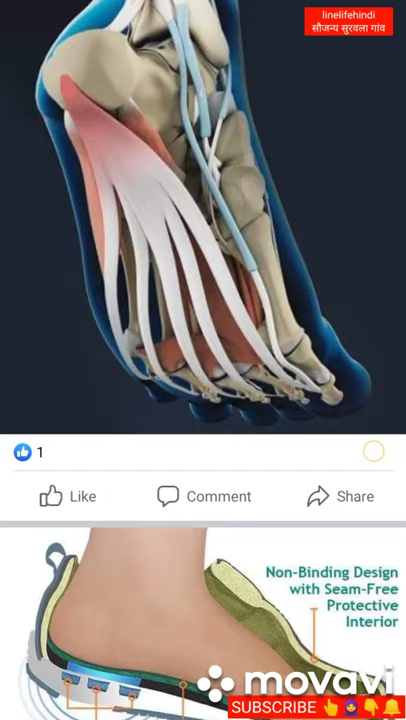 linelifehindi
सौजन्य सुरवला गांव
1
Like
Comment
Share
Non-Binding Design
with Seam-Free
Protective
Interior
movavi
SUBSCRIBE